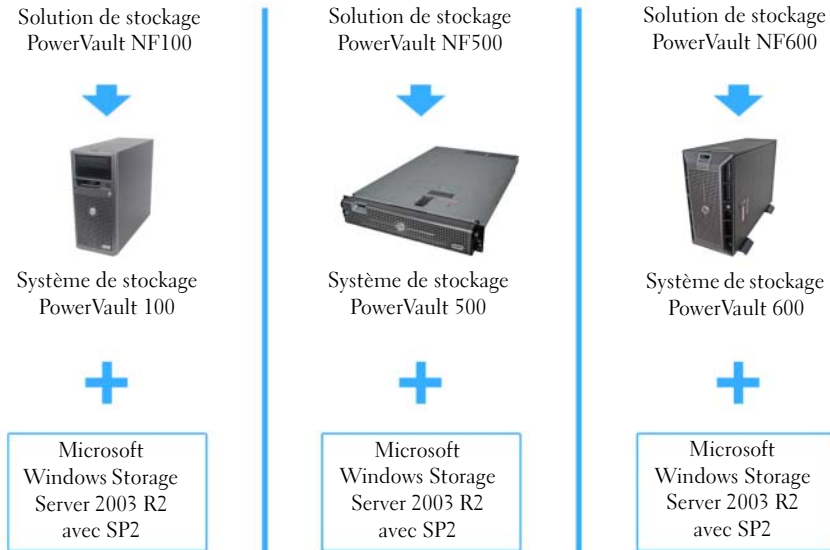 Solution de stockage
PowerVault NF100
Système de stockage
PowerVault 100
Microsoft
Windows Storage
Server 2003 R2
avec SP2
Solution de stockage
PowerVault NF500
Système de stockage
PowerVault 500
Microsoft
Windows Storage
Server 2003 R2
avec SP2
Solution de stockage
PowerVault NF600
Système de stockage
PowerVault 600
Microsoft
Windows Storage
Server 2003 R2
avec SP2